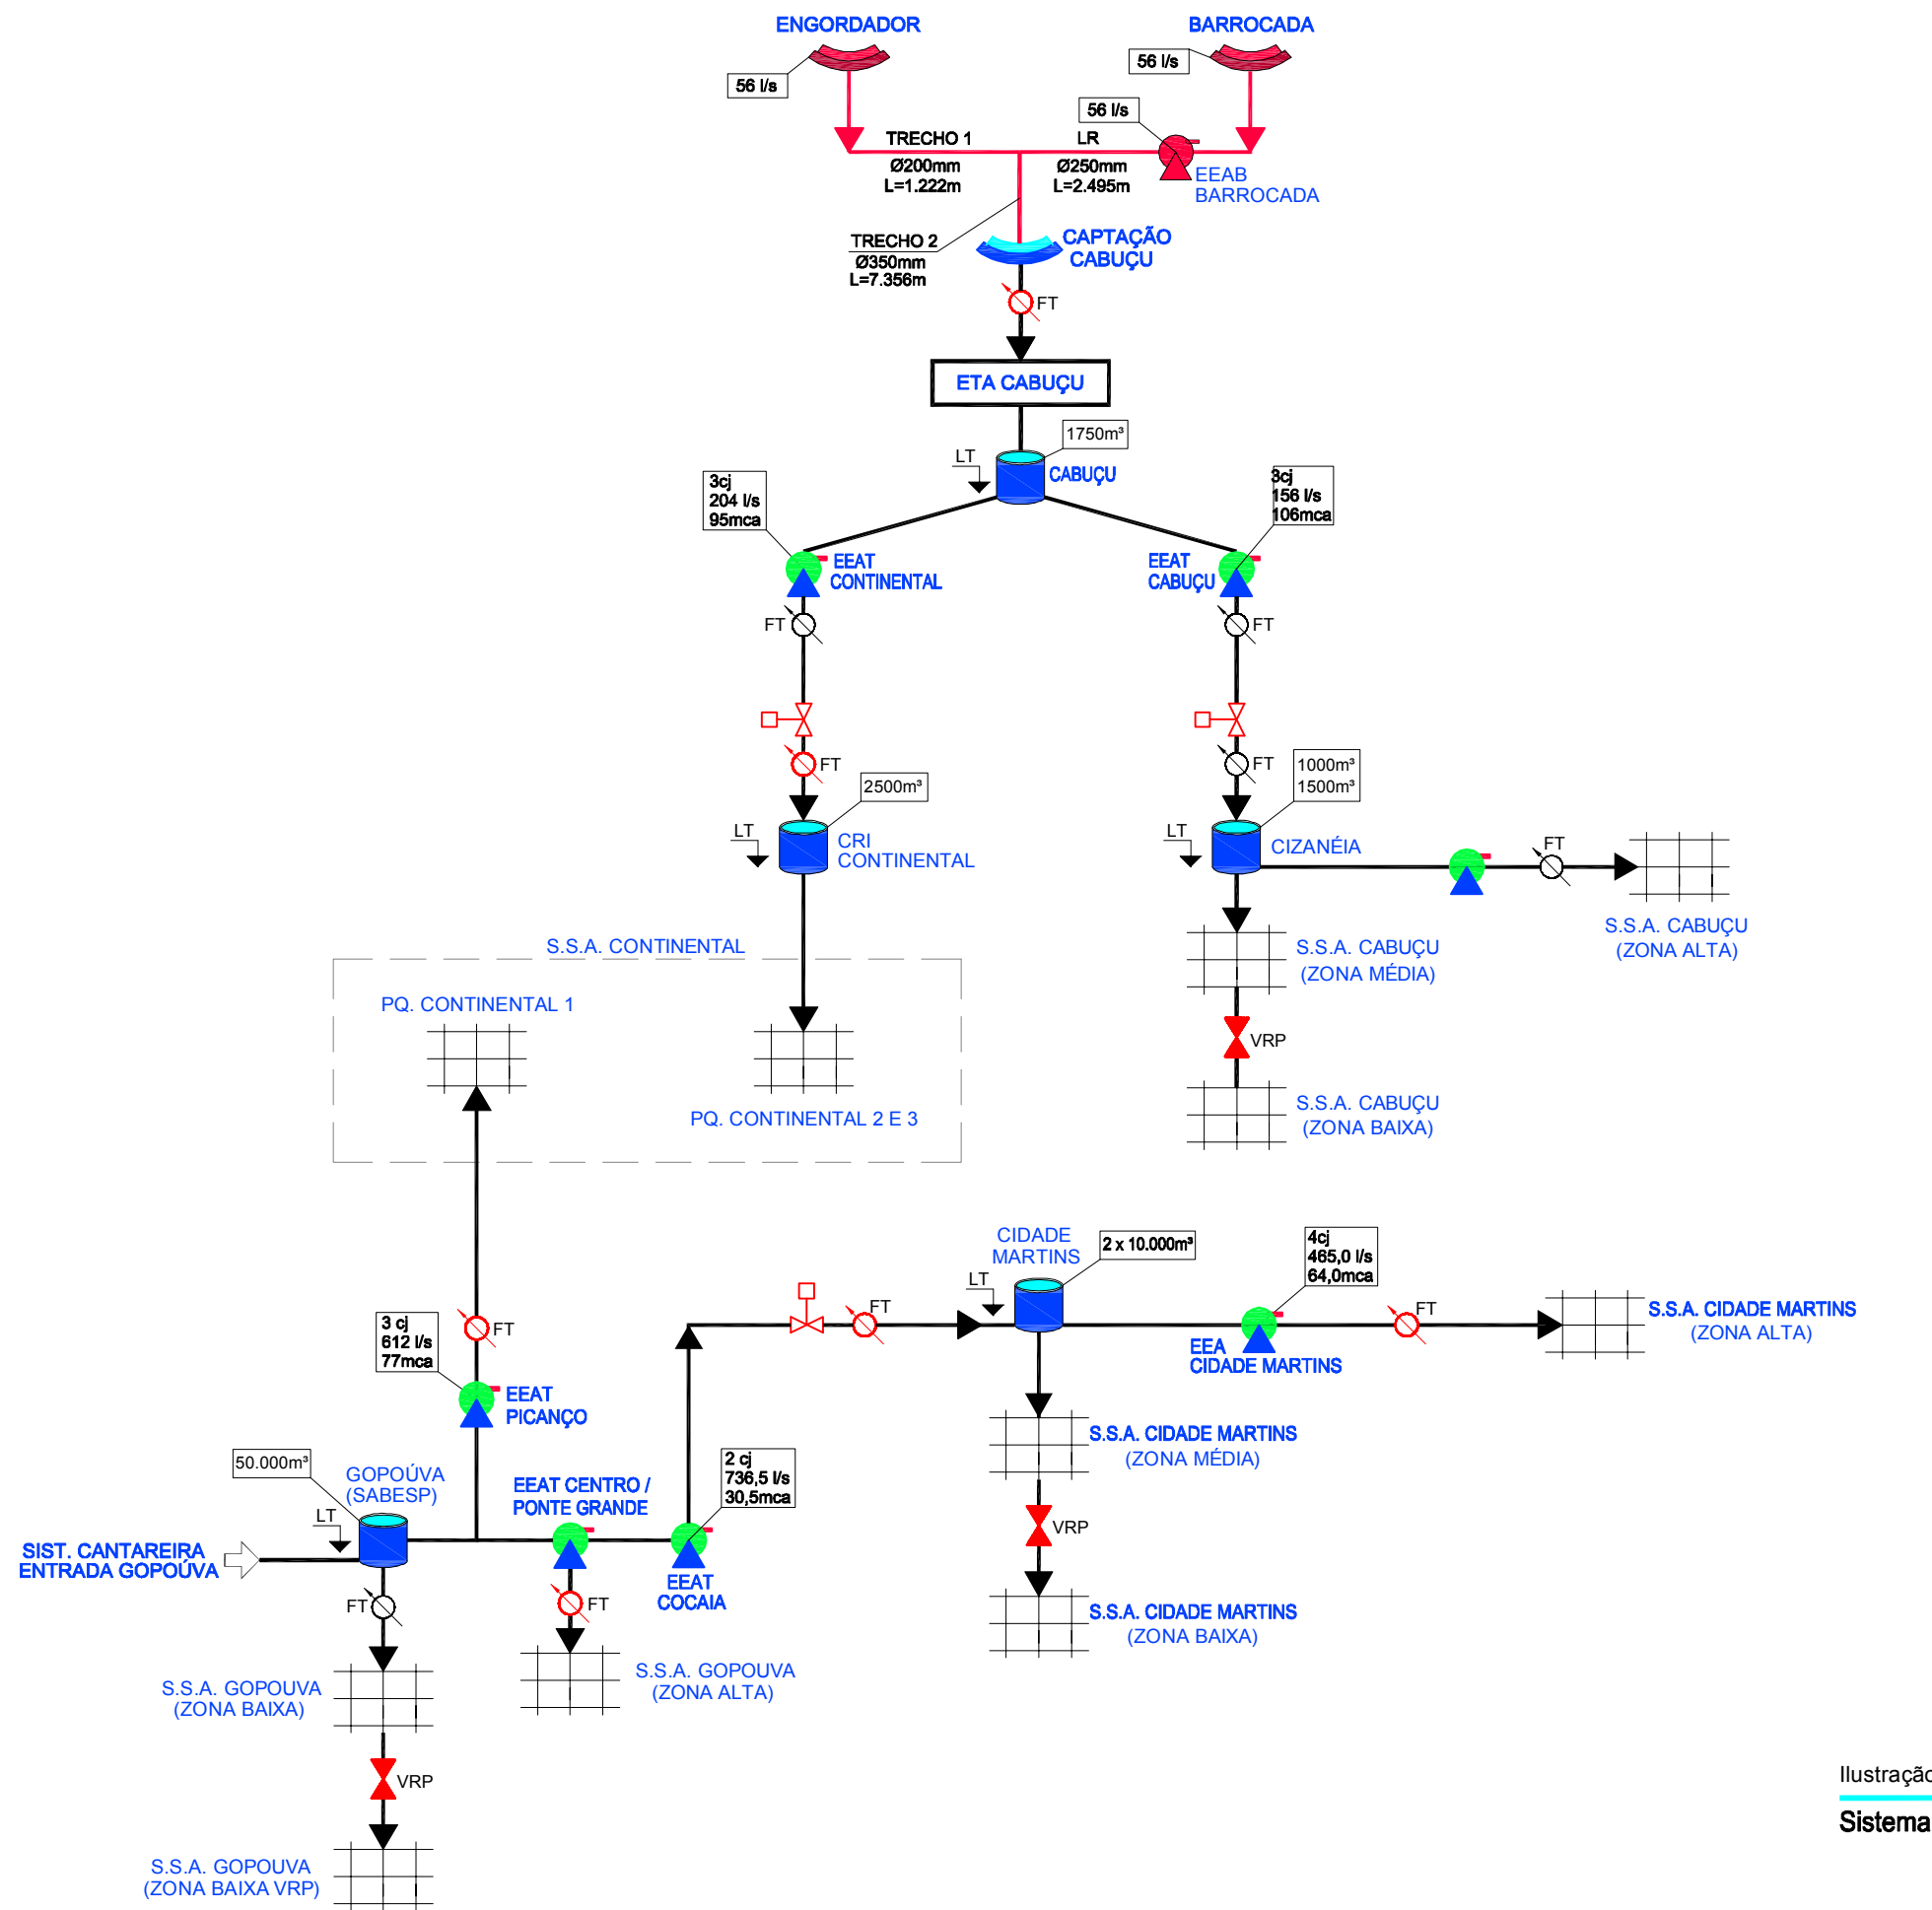 ENGORDADOR
BARROCADA
56 l/s
56 l/s
56 l/s
TRECHO 1
LR
Ø200mm
L=1.222m
Ø250mm
L=2.495m
EEAB
BARROCADA
TRECHO 2
Ø350mm
L=7.356m
CAPTAÇÃO
CABUÇU
FT
ETA CABUÇU
1750m³
LT
CABUÇU
3cj
204 l/s
95mca
3cj
156 l/s
106mca
EEAT
CONTINENTAL
EEAT
CABUÇU
FT
FT
FT
FT
2500m³
1000m³
1500m³
LT
CRI
CONTINENTAL
LT
CIZANÉIA
FT
S.S.A. CABUÇU
(ZONA ALTA)
S.S.A. CONTINENTAL
S.S.A. CABUÇU
(ZONA MÉDIA)
PQ. CONTINENTAL 1
VRP
PQ. CONTINENTAL 2 E 3
S.S.A. CABUÇU
(ZONA BAIXA)
CIDADE
MARTINS
2 x 10.000m³
4cj
465,0 l/s
64,0mca
LT
FT
FT
S.S.A. CIDADE MARTINS
(ZONA ALTA)
3 cj
612 l/s
77mca
FT
EEA
CIDADE MARTINS
EEAT
PICANÇO
S.S.A. CIDADE MARTINS
(ZONA MÉDIA)
50.000m³
GOPOÚVA
(SABESP)
EEAT CENTRO /
PONTE GRANDE
2 cj
736,5 l/s
30,5mca
LT
VRP
SIST. CANTAREIRA
ENTRADA GOPOÚVA
EEAT
COCAIA
FT
FT
S.S.A. CIDADE MARTINS
(ZONA BAIXA)
S.S.A. GOPOUVA
(ZONA BAIXA)
S.S.A. GOPOUVA
(ZONA ALTA)
VRP
Ilustração
Sistema
S.S.A. GOPOUVA
(ZONA BAIXA VRP)